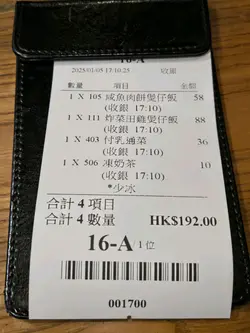 16-A
2025/01/05 17:10:25 收銀
數量 項目 金額
1 X 105 咸魚肉餅煲仔飯 58
(收銀 17:10)
1 X 111 炸菜田雞煲仔飯 88
(收銀 17:10)
1 X 403 付乳通菜 36
(收銀 17:10)
1 X 506 凍奶茶 10
(收銀 17:10)
*少冰
合計 4 項目
合計 4 數量 HK$192.00
16-A 1位
001700